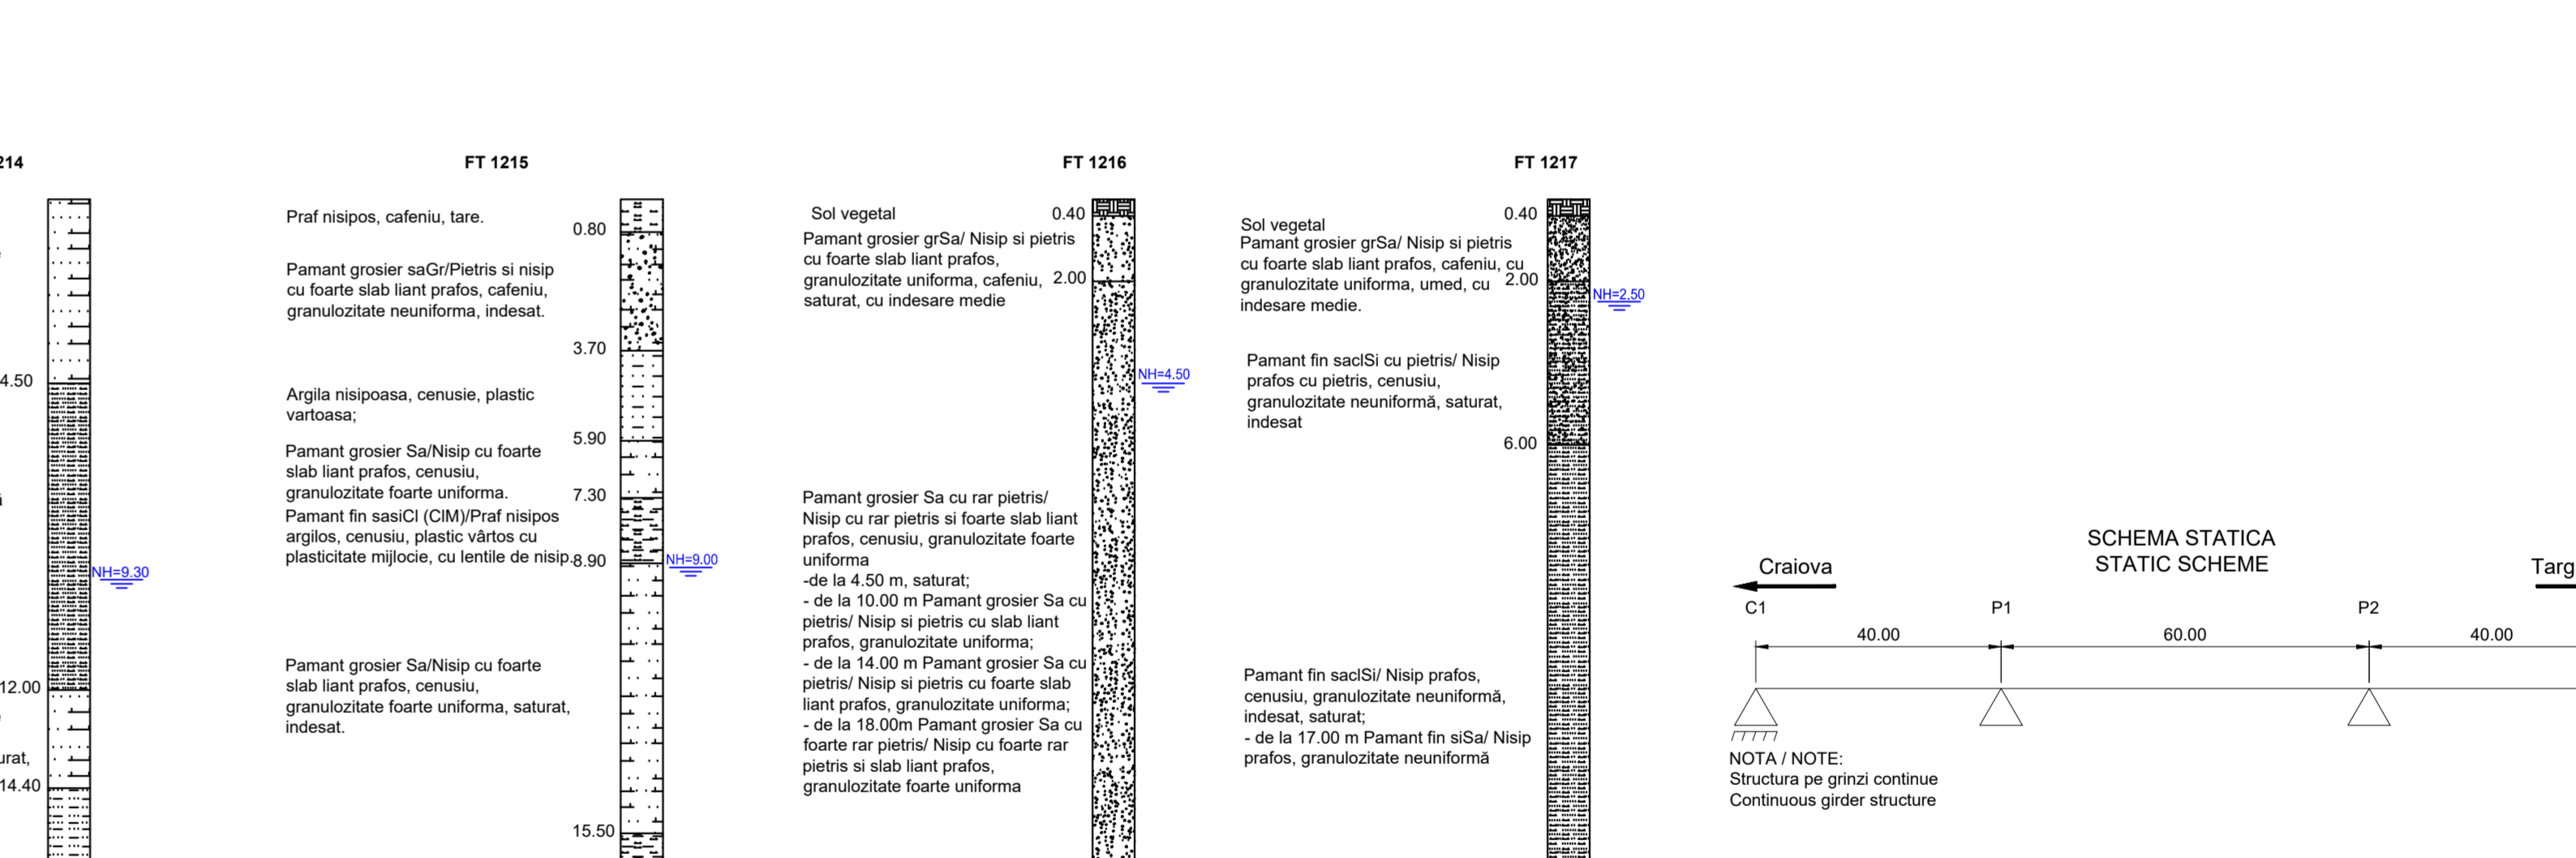 214
4.50
NH=9.30
12.00
urat,
14.40
FT 1215
Praf nisipos, cafeniu, tare.
0.80
Pamant grosier saGr/Pietris si nisip
cu foarte slab liant prafos, cafeniu,
granulozitate neuniforma, indesat.
3.70
Argila nisipoasa, cenusie, plastic
vartoasa;
5.90
Pamant grosier Sa/Nisip cu foarte
slab liant prafos, cenusiu,
granulozitate foarte uniforma.
7.30
Pamant fin sasiCl (ClM)/Praf nisipos
argilos, cenusiu, plastic vârtos cu
plasticitate mijlocie, cu lentile de nisip.
8.90
NH=9.00
Pamant grosier Sa/Nisip cu foarte
slab liant prafos, cenusiu,
granulozitate foarte uniforma, saturat,
indesat.
15.50
FT 1216
Sol vegetal
0.40
Pamant grosier grSa/ Nisip si pietris
cu foarte slab liant prafos,
granulozitate uniforma, cafeniu,
saturat, cu indesare medie
2.00
NH=4.50
Pamant grosier Sa cu rar pietris/
Nisip cu rar pietris si foarte slab liant
prafos, cenusiu, granulozitate foarte
uniforma
-de la 4.50 m, saturat;
- de la 10.00 m Pamant grosier Sa cu
pietris/ Nisip si pietris cu slab liant
prafos, granulozitate uniforma;
- de la 14.00 m Pamant grosier Sa cu
pietris/ Nisip si pietris cu foarte slab
liant prafos, granulozitate uniforma;
- de la 18.00m Pamant grosier Sa cu
foarte rar pietris/ Nisip cu foarte rar
pietris si slab liant prafos,
granulozitate foarte uniforma
FT 1217
0.40
Sol vegetal
Pamant grosier grSa/ Nisip si pietris
cu foarte slab liant prafos, cafeniu, cu
granulozitate uniforma, umed, cu
indesare medie.
2.00
NH=2.50
Pamant fin saclSi cu pietris/ Nisip
prafos cu pietris, cenusiu,
granulozitate neuniformă, saturat,
indesat
6.00
Pamant fin saclSi/ Nisip prafos,
cenusiu, granulozitate neuniformă,
indesat, saturat;
- de la 17.00 m Pamant fin siSa/ Nisip
prafos, granulozitate neuniformă
SCHEMA STATICA
STATIC SCHEME
Craiova
Targ
C1
P1
P2
40.00
60.00
40.00
NOTA / NOTE:
Structura pe grinzi continue
Continuous girder structure